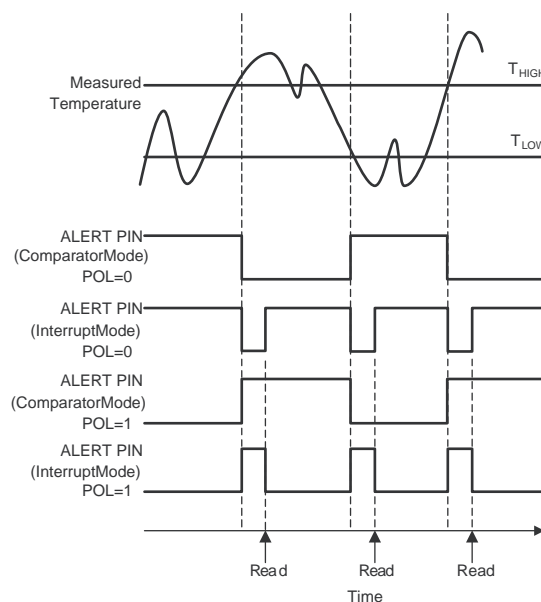 T_HIGH
Measured
Temperature
T_LOW
ALERT PIN
(ComparatorMode)
POL=0
ALERT PIN
(InterruptMode)
POL=0
ALERT PIN
(ComparatorMode)
POL=1
ALERT PIN
(InterruptMode)
POL=1
Read Read Read
Time